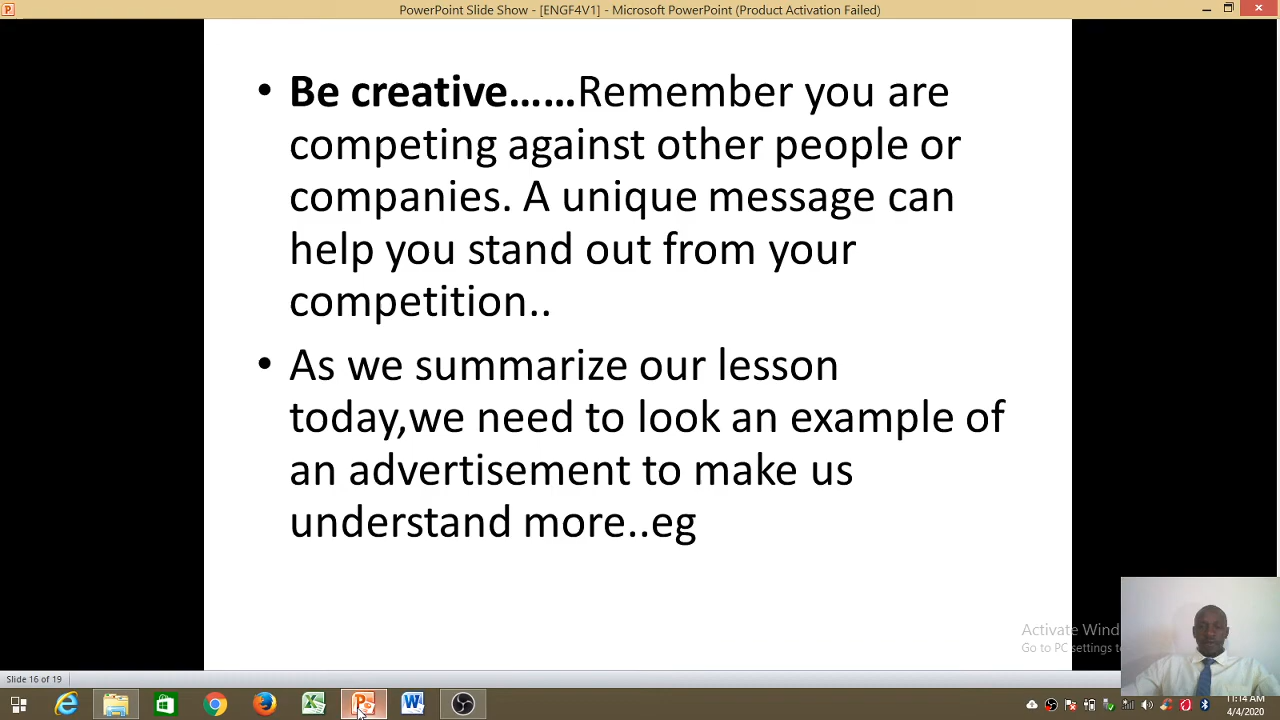 PowerPoint Slide Show - [ENGF4V1] - Microsoft PowerPoint (Product Activation Failed)
• Be creative……Remember you are
competing against other people or
companies. A unique message can
help you stand out from your
competition..
• As we summarize our lesson
today,we need to look an example of
an advertisement to make us
understand more..eg
Activate Wind
Go to PC settings t
Slide 16 of 19
11:14 AM
4/4/2020